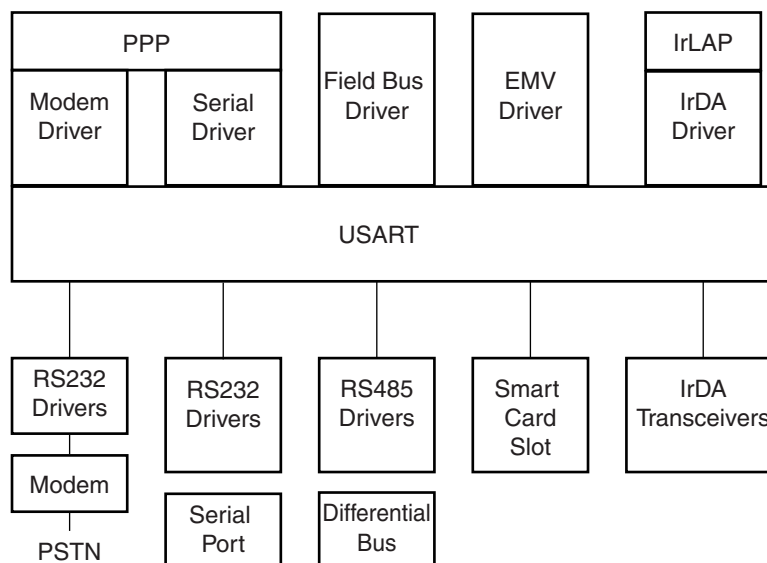 PPP
IrLAP
Modem
Driver
Serial
Driver
Field Bus
Driver
EMV
Driver
IrDA
Driver
USART
RS232
Drivers
RS232
Drivers
RS485
Drivers
Smart
Card
Slot
IrDA
Transceivers
Modem
Serial
Port
Differential
Bus
PSTN